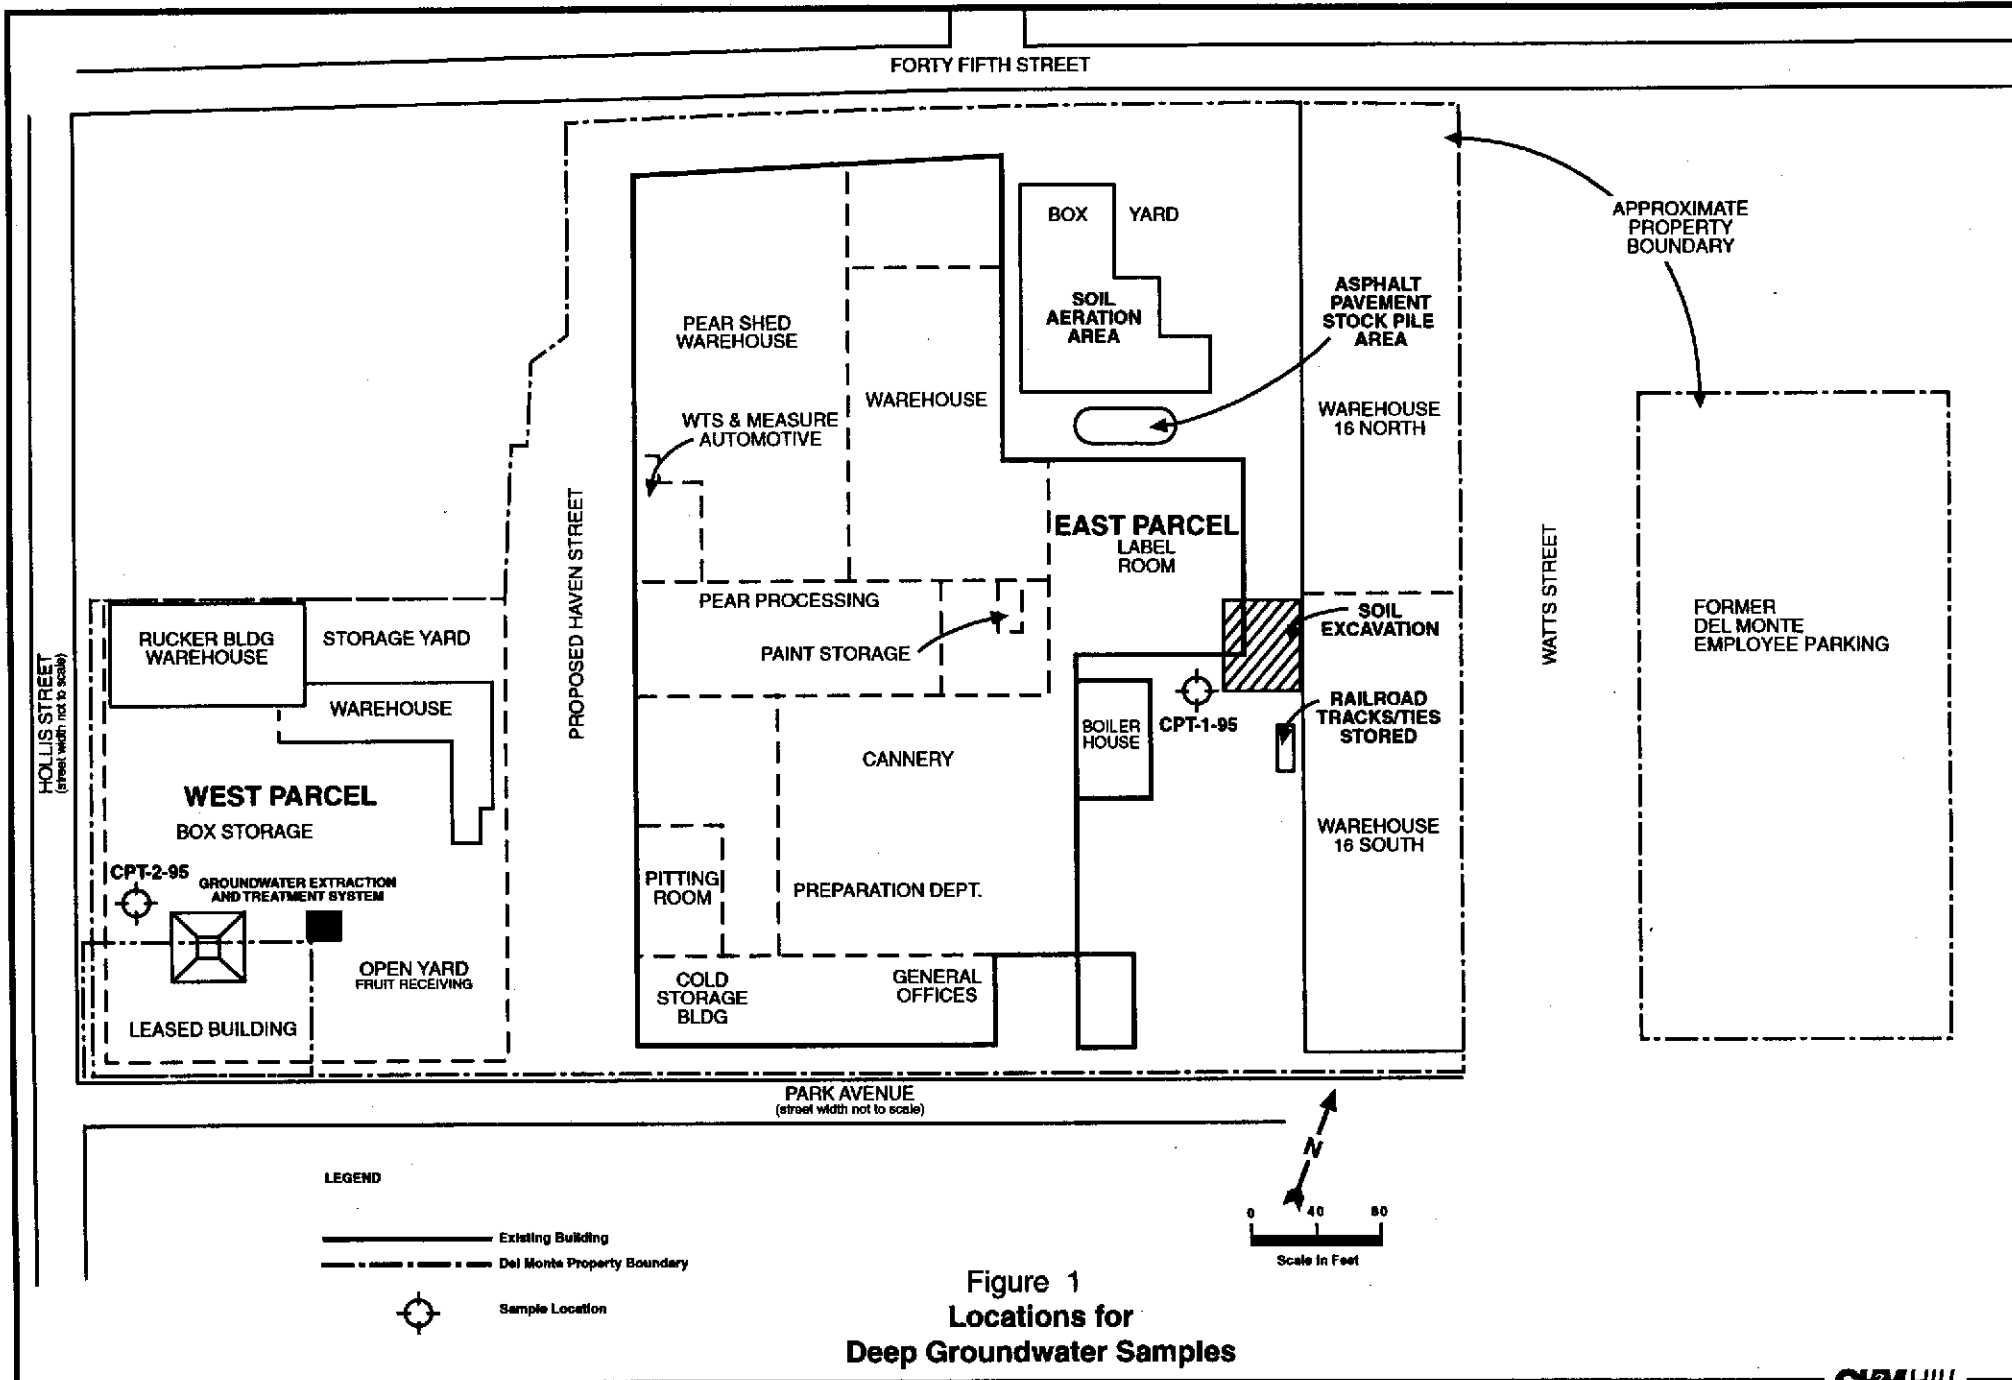 FORTY FIFTH STREET
BOX YARD
APPROXIMATE
PROPERTY
BOUNDARY
ASPHALT
PAVEMENT
STOCK PILE
AREA
SOIL
AERATION
AREA
PEAR SHED
WAREHOUSE
WAREHOUSE
WAREHOUSE
16 NORTH
WTS & MEASURE
AUTOMOTIVE
EAST PARCEL
LABEL
ROOM
PROPOSED HAVEN STREET
WATTS STREET
PEAR PROCESSING
PAINT STORAGE
SOIL
EXCAVATION
FORMER
DEL MONTE
EMPLOYEE PARKING
RUCKER BLDG
WAREHOUSE
STORAGE YARD
WAREHOUSE
HOLLIS STREET
(street width not to scale)
BOILER
HOUSE
CPT-1-95
RAILROAD
TRACKS/TIES
STORED
CANNERY
WEST PARCEL
BOX STORAGE
WAREHOUSE
16 SOUTH
CPT-2-95
GROUNDWATER EXTRACTION
AND TREATMENT SYSTEM
PITTING
ROOM
PREPARATION DEPT.
OPEN YARD
FRUIT RECEIVING
COLD
STORAGE
BLDG
GENERAL
OFFICES
LEASED BUILDING
PARK AVENUE
(street width not to scale)
N
LEGEND
Existing Building
Del Monte Property Boundary
Sample Location
0 40 80
Scale in Feet
Figure 1
Locations for
Deep Groundwater Samples